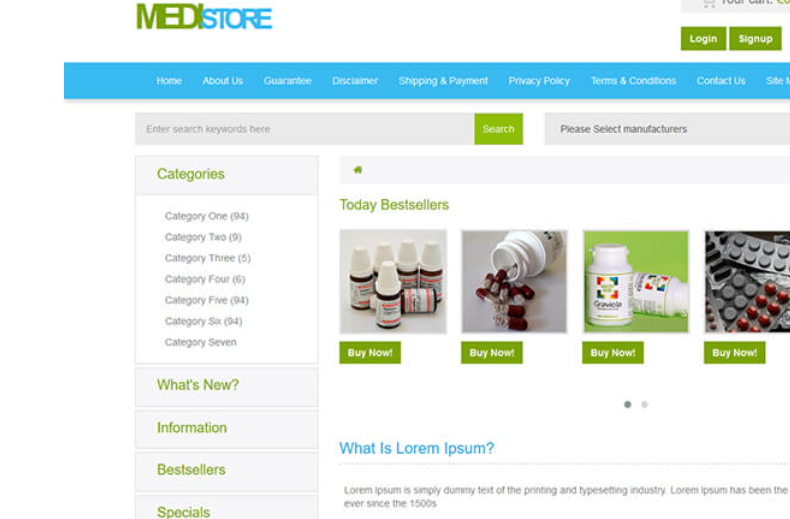 Your cart:
MEDISTORE
Login Signup
Home About Us Guarantee Disclaimer Shipping & Payment Privacy Policy Terms & Conditions Contact Us Site
Enter search keywords here Search Please Select manufacturers
Categories
Category One (94)
Category Two (9)
Category Three (5)
Category Four (6)
Category Five (94)
Category Six (94)
Category Seven
What's New?
Information
Bestsellers
Specials
Today Bestsellers
Graviola
Buy Now! Buy Now! Buy Now! Buy Now!
What Is Lorem Ipsum?
Lorem Ipsum is simply dummy text of the printing and typesetting industry. Lorem Ipsum has been the
ever since the 1500s